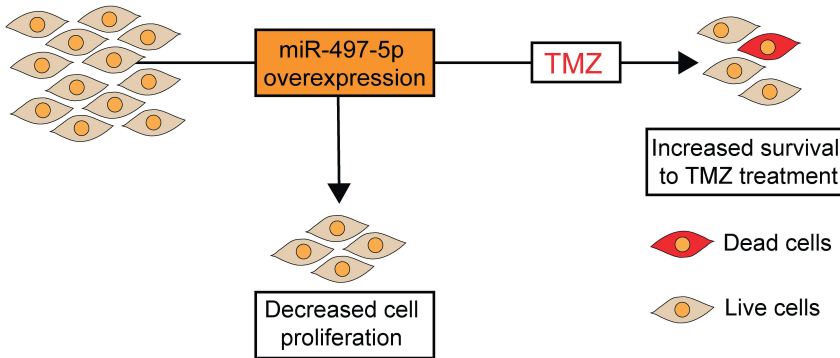 miR-497-5p
overexpression
TMZ
Increased survival
to TMZ treatment
Decreased cell
proliferation
Dead cells
Live cells